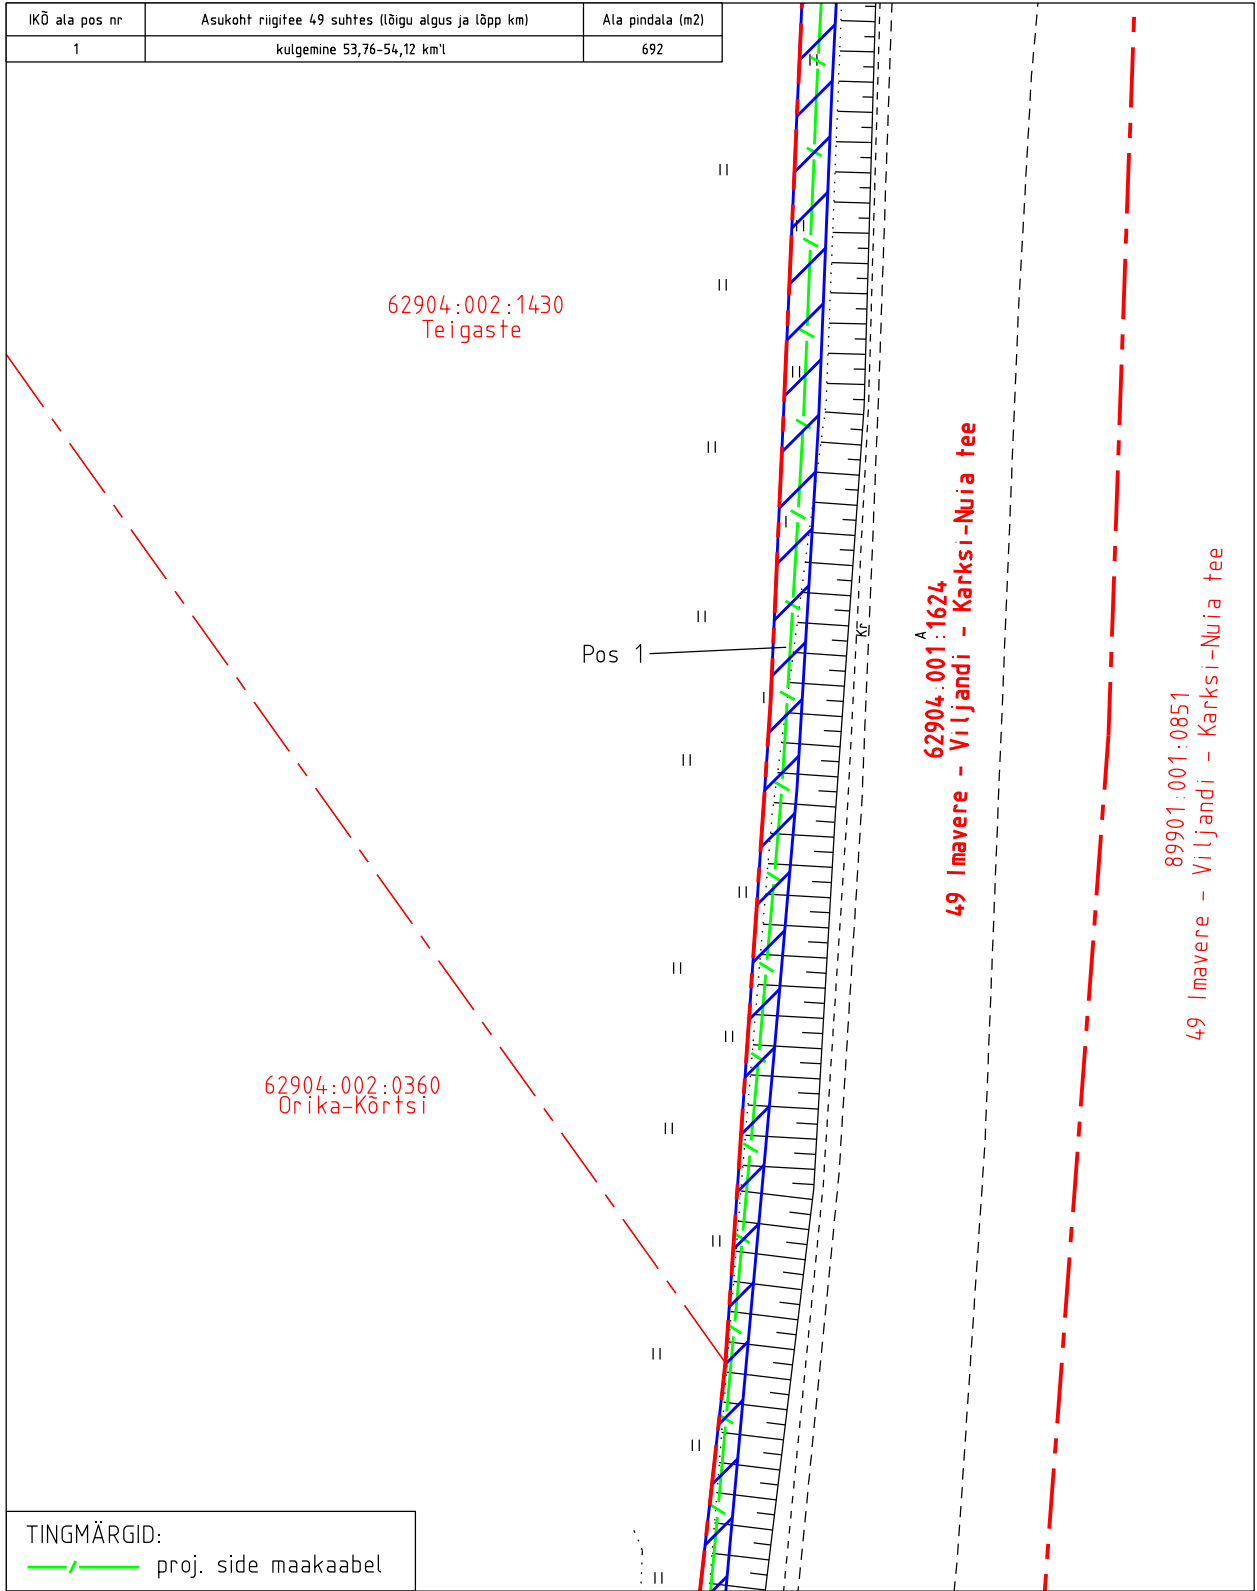 IKÕ ala pos nr	Asukoht riigitee 49 suhtes (lõigu algus ja lõpp km)	Ala pindala (m2)
1	kulgemine 53,76-54,12 km'l	692
62904:002:1430
Teigaste
Pos 1
Kr
A
62904:001:1624
49 Imavere - Viljandi - Karksi-Nuia tee
89901:001:0851
49 Imavere - Viljandi - Karksi-Nuia tee
62904:002:0360
Orika-Kõrtsi
TINGMÄRGID:
proj. side maakaabel